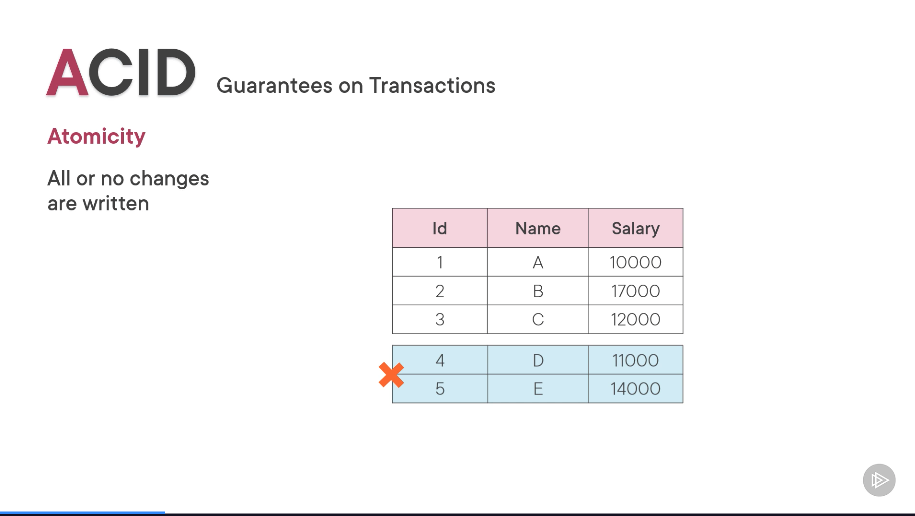 ACID Guarantees on Transactions
Atomicity
All or no changes
are written
Id Name Salary
1 A 10000
2 B 17000
3 C 12000
4 D 11000
5 E 14000